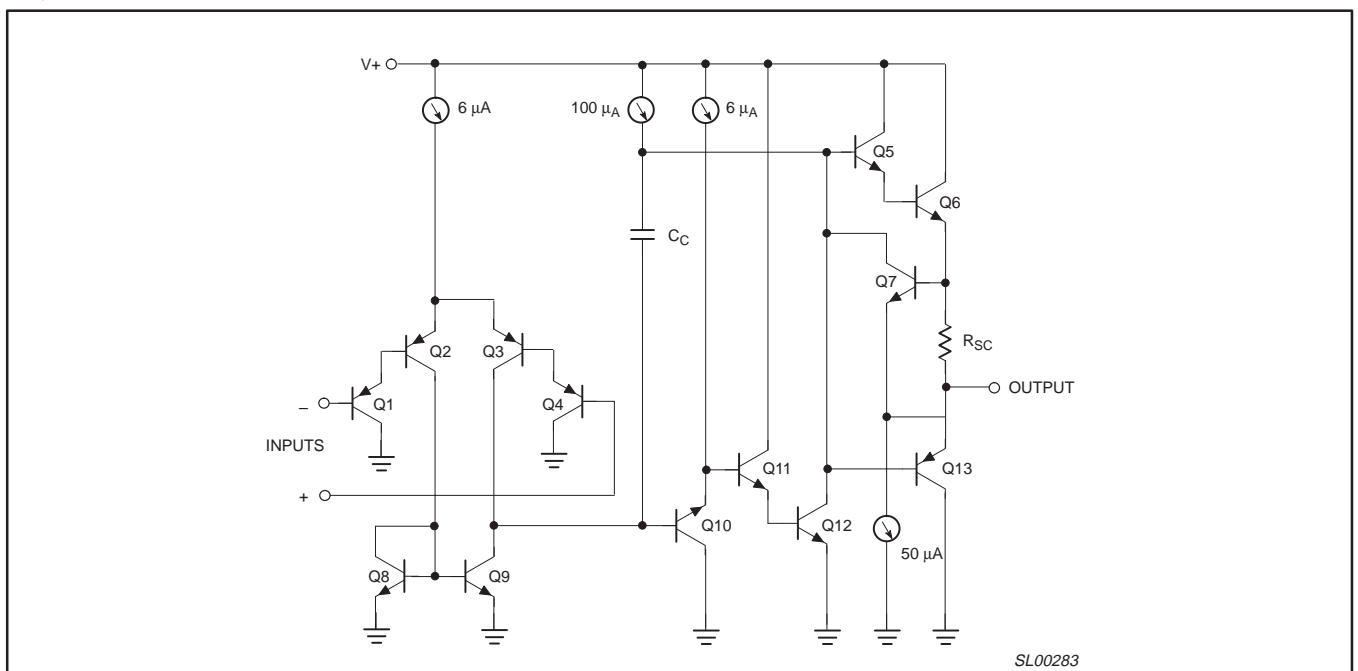 V+
6 μA
100 μA
6 μA
Q5
Q6
CC
Q7
Q2
Q3
RSC
–
Q1
Q4
OUTPUT
INPUTS
Q11
Q13
+
Q10
Q12
50 μA
Q8
Q9
SL00283